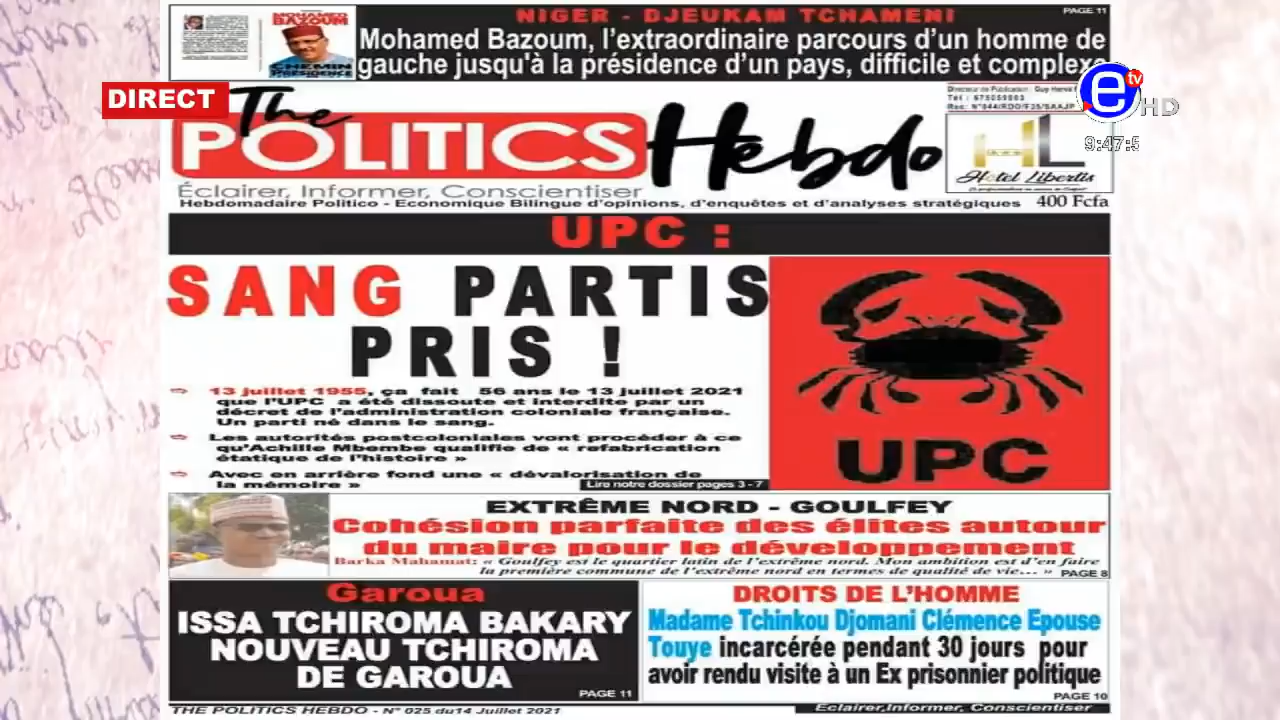 NIGER - DJEUKAM TCHAMENI
PAGE 11
MOHAMED
BAZOUM
CHEMIN
PRÉSIDENCE
Mohamed Bazoum, l'extraordinaire parcours d'un homme de
gauche jusqu'à la présidence d'un pays, difficile et complexe
DIRECT
e tv
HD
9:47:5
The
POLITICS Hebdo
Éclairer, Informer, Conscientiser
Directeur de Publication : Guy Hervé
HL
Hotel Libertis
Hebdomadaire Politico - Economique Bilingue d'opinions, d'enquêtes et d'analyses stratégiques
400 Fcfa
UPC :
SANG PARTIS
PRIS !
13 juillet 1955, ça fait 56 ans le 13 juillet 2021
que l'UPC a été dissoute et interdite par un
décret de l'administration coloniale française.
Un parti né dans le sang.
Les autorités postcoloniales vont procéder à ce
qu'Achille Mbembe qualifie de « refabrication
étatique de l'histoire »
Avec en arrière fond une « dévalorisation de
la mémoire »
Lire notre dossier pages 3 - 7
UPC
EXTRÊME NORD - GOULFEY
Cohésion parfaite des élites autour
du maire pour le développement
Barka Mahamat: « Goulfey est le quartier latin de l'extrême nord. Mon ambition est d'en faire
la première commune de l'extrême nord en termes de qualité de vie... »
PAGE 8
Garoua
ISSA TCHIROMA BAKARY
NOUVEAU TCHIROMA
DE GAROUA
PAGE 11
DROITS DE L'HOMME
Madame Tchinkou Djomani Clémence Epouse
Touye incarcérée pendant 30 jours pour
avoir rendu visite à un Ex prisonnier politique
PAGE 10
THE POLITICS HEBDO - N° 025 du14 Juillet 2021
Eclairer,Informer, Conscientiser